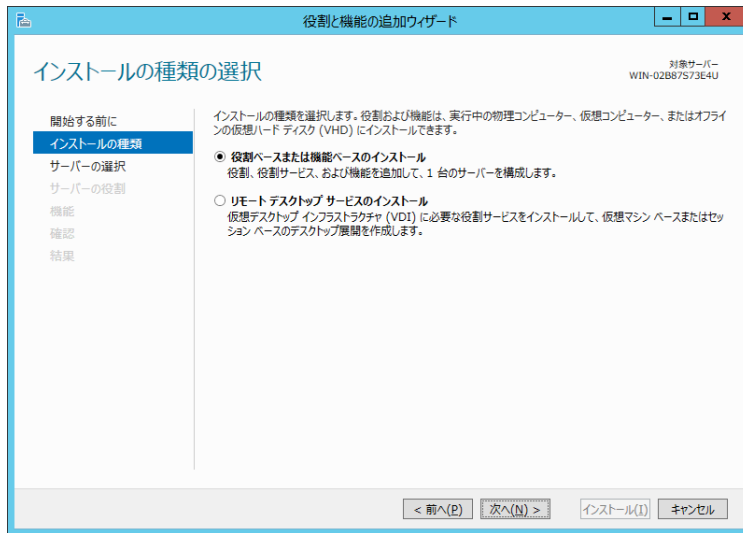 役割と機能の追加ウィザード
インストールの種類の選択
対象サーバー
WIN-02B87S73E4U
開始する前に
インストールの種類
サーバーの選択
サーバーの役割
機能
確認
結果
インストールの種類を選択します。役割および機能は、実行中の物理コンピューター、仮想コンピューター、またはオフライ
ンの仮想ハード ディスク (VHD) にインストールできます。
役割ベースまたは機能ベースのインストール
役割、役割サービス、および機能を追加して、1 台のサーバーを構成します。
リモート デスクトップ サービスのインストール
仮想デスクトップ インフラストラクチャ (VDI) に必要な役割サービスをインストールして、仮想マシン ベースまたはセッ
ション ベースのデスクトップ展開を作成します。
< 前へ(P) 次へ(N) > インストール(I) キャンセル